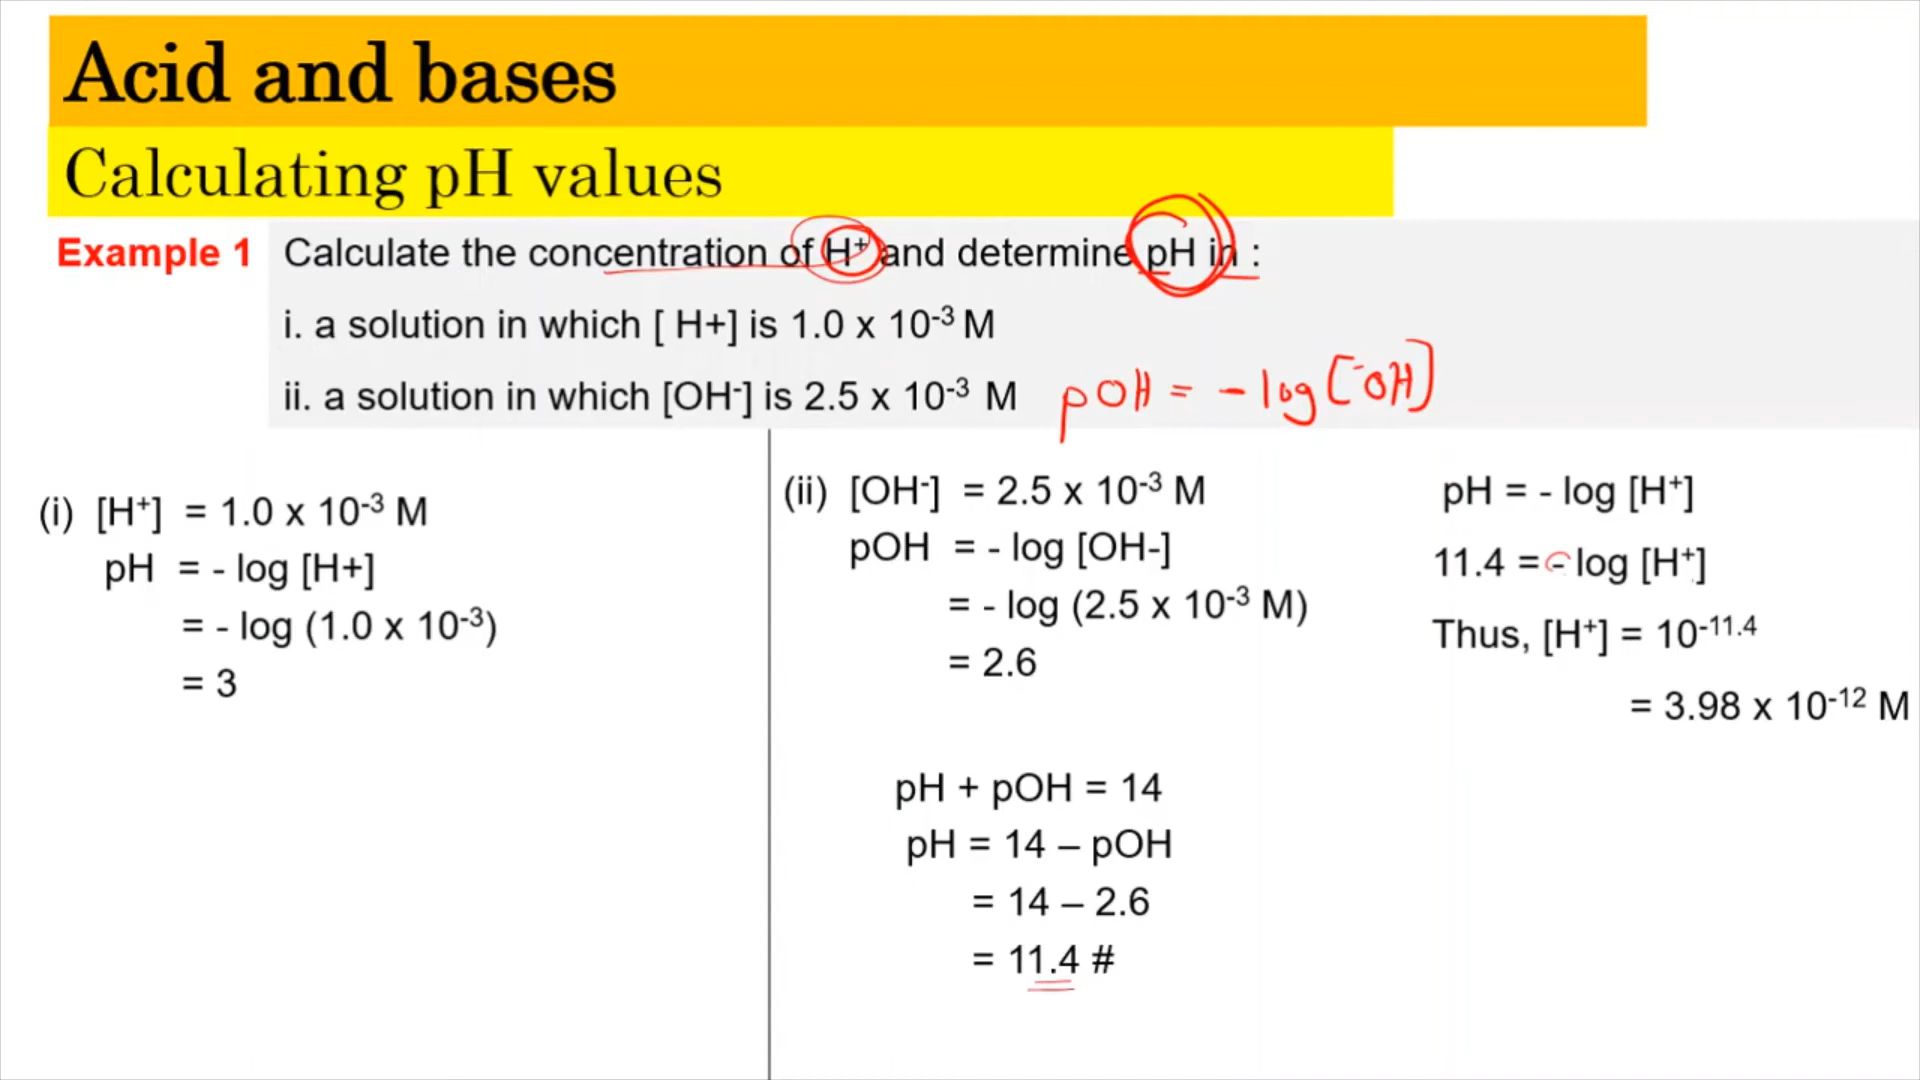 Acid and bases
Calculating pH values
Example 1 Calculate the concentration of H⁺ and determine pH in :
i. a solution in which [ H+] is 1.0 x 10⁻³ M
ii. a solution in which [OH⁻] is 2.5 x 10⁻³ M
pOH = - log [⁻OH]
(i) [H⁺] = 1.0 x 10⁻³ M
pH = - log [H+]
= - log (1.0 x 10⁻³)
= 3
(ii) [OH⁻] = 2.5 x 10⁻³ M
pOH = - log [OH-]
= - log (2.5 x 10⁻³ M)
= 2.6
pH + pOH = 14
pH = 14 – pOH
= 14 – 2.6
= 11.4 #
pH = - log [H⁺]
11.4 = - log [H⁺]
Thus, [H⁺] = 10⁻¹¹·⁴
= 3.98 x 10⁻¹² M